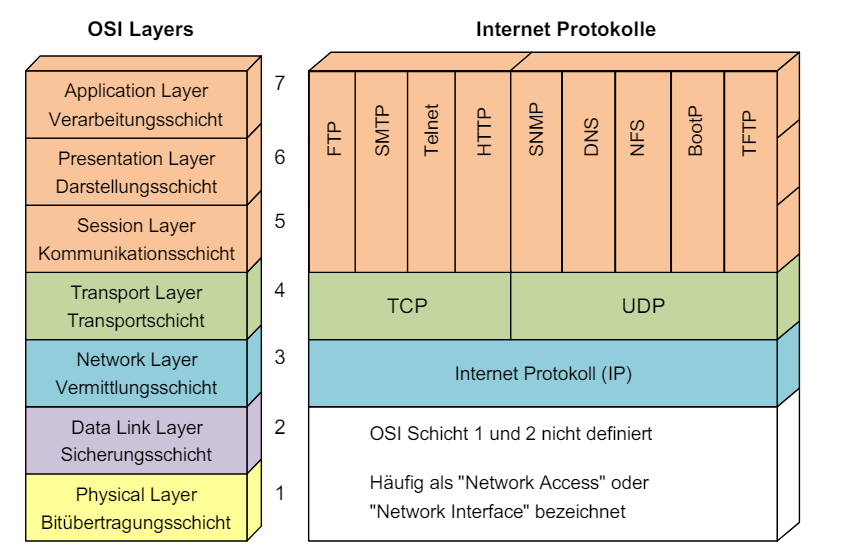 OSI Layers
Internet Protokolle
Application Layer
Verarbeitungsschicht
7
Presentation Layer
Darstellungsschicht
6
Session Layer
Kommunikationsschicht
5
Transport Layer
Transportschicht
4
Network Layer
Vermittlungsschicht
3
Data Link Layer
Sicherungsschicht
2
Physical Layer
Bitübertragungsschicht
1
FTP
SMTP
Telnet
HTTP
SNMP
DNS
NFS
BootP
TFTP
TCP
UDP
Internet Protokoll (IP)
OSI Schicht 1 und 2 nicht definiert
Häufig als "Network Access" oder
"Network Interface" bezeichnet